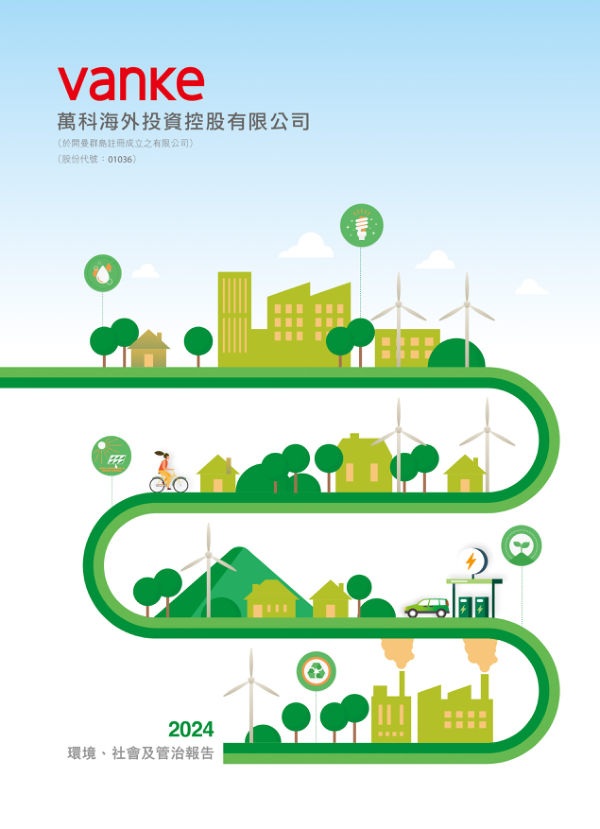 vanke
萬科海外投資控股有限公司
（於開曼群島註冊成立之有限公司）
（股份代號：01036）
2024
環境、社會及管治報告